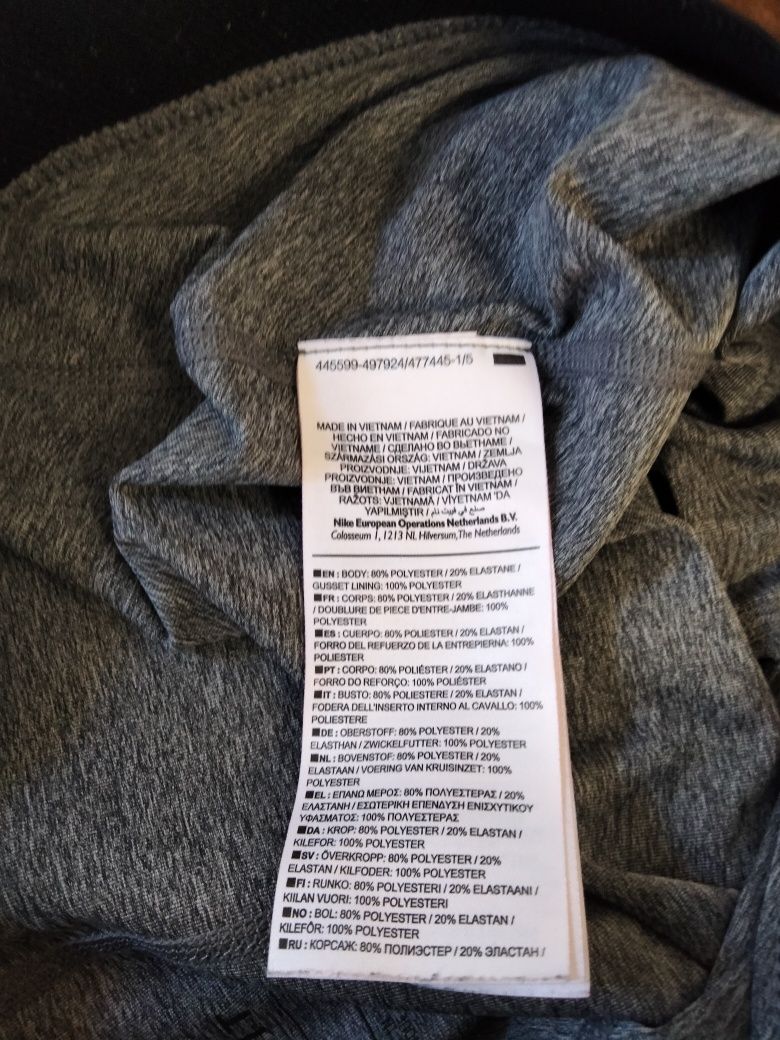 445599-497924/477445-1/5
MADE IN VIETNAM / FABRIQUE AU VIETNAM /
HECHO EN VIETNAM / FABRICADO NO
VIETNAME / СДЕЛАНО ВО ВЬЕТНАМЕ /
SZÁRMAZÁSI ORSZÁG: VIETNAM / ZEMLJA
PROIZVODNJE: VIJETNAM / DRŽAVA
PROIZVODNJE: VIETNAM / ПРОИЗВЕДЕНО
ВЪВ ВИЕТНАМ / FABRICAT ÎN VIETNAM /
RAŽOTS: VJETNAMĀ / VİYETNAM 'DA
YAPILMIŞTIR / صنع في فيت نام
Nike European Operations Netherlands B.V.
Colosseum 1, 1213 NL Hilversum, The Netherlands
EN : BODY: 80% POLYESTER / 20% ELASTANE /
GUSSET LINING: 100% POLYESTER
FR : CORPS: 80% POLYESTER / 20% ELASTHANNE
/ DOUBLURE DE PIECE D'ENTRE-JAMBE: 100%
POLYESTER
ES : CUERPO: 80% POLIESTER / 20% ELASTAN /
FORRO DEL REFUERZO DE LA ENTREPIERNA: 100%
POLIESTER
PT : CORPO: 80% POLIÉSTER / 20% ELASTANO /
FORRO DO REFORÇO: 100% POLIÉSTER
IT : BUSTO: 80% POLIESTERE / 20% ELASTAN /
FODERA DELL'INSERTO INTERNO AL CAVALLO: 100%
POLIESTERE
DE : OBERSTOFF: 80% POLYESTER / 20%
ELASTHAN / ZWICKELFUTTER: 100% POLYESTER
NL : BOVENSTOF: 80% POLYESTER / 20%
ELASTAAN / VOERING VAN KRUISINZET: 100%
POLYESTER
EL : ΕΠΑΝΩ ΜΕΡΟΣ: 80% ΠΟΛΥΕΣΤΕΡΑΣ / 20%
ΕΛΑΣΤΑΝΗ / ΕΣΩΤΕΡΙΚΗ ΕΠΕΝΔΥΣΗ ΕΝΙΣΧΥΤΙΚΟΥ
ΥΦΑΣΜΑΤΟΣ: 100% ΠΟΛΥΕΣΤΕΡΑΣ
DA : KROP: 80% POLYESTER / 20% ELASTAN /
KILEFOR: 100% POLYESTER
SV : ÖVERKROPP: 80% POLYESTER / 20%
ELASTAN / KILFODER: 100% POLYESTER
FI : RUNKO: 80% POLYESTERI / 20% ELASTAANI /
KIILAN VUORI: 100% POLYESTERI
NO : BOL: 80% POLYESTER / 20% ELASTAN /
KILEFÔR: 100% POLYESTER
RU : КОРСАЖ: 80% ПОЛИЭСТЕР / 20% ЭЛАСТАН /